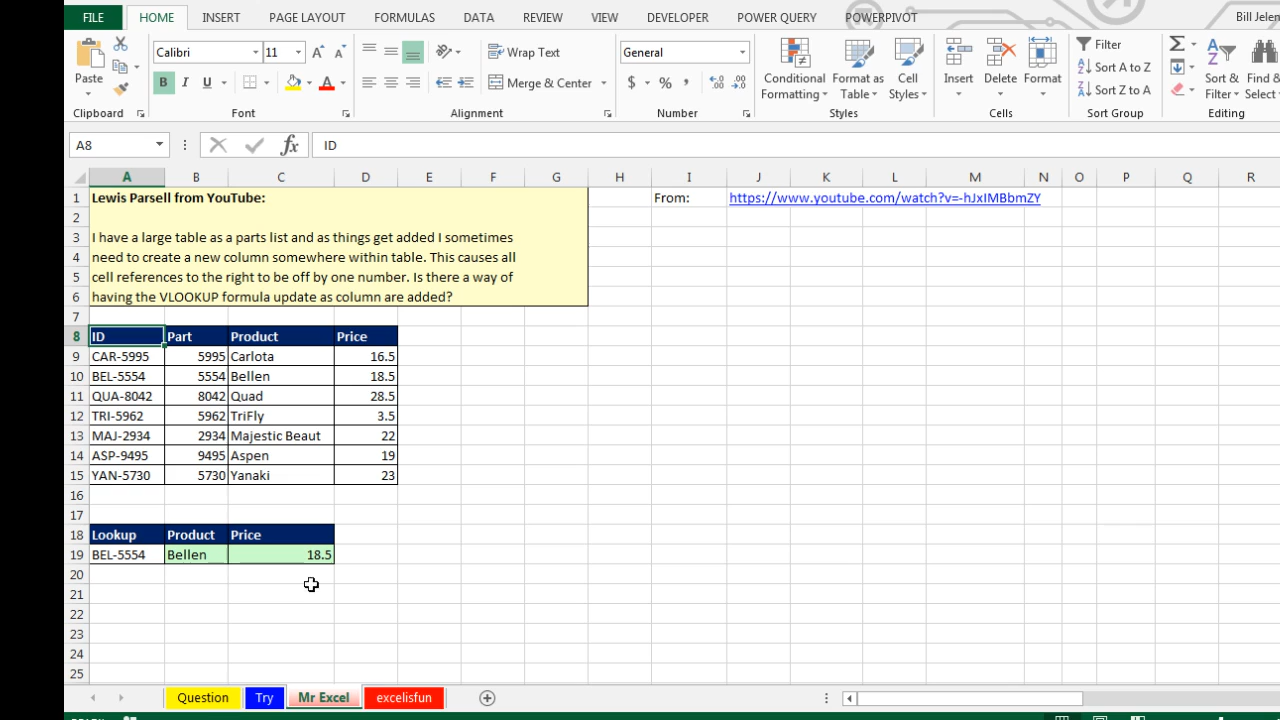 FILE HOME INSERT PAGE LAYOUT FORMULAS DATA REVIEW VIEW DEVELOPER POWER QUERY POWERPIVOT Bill Jelen
Calibri 11 A A Wrap Text General Filter
Paste B I U A Merge & Center $ % , Conditional Formatting Format as Table Cell Styles Insert Delete Format Sort A to Z Sort Z to A Sort & Filter Find & Select
Clipboard Font Alignment Number Styles Cells Sort Group Editing
A8 fx ID
A B C D E F G H I J K L M N O P Q R
1 Lewis Parsell from YouTube: From: https://www.youtube.com/watch?v=-hJxIMBbmZY
2
3 I have a large table as a parts list and as things get added I sometimes
4 need to create a new column somewhere within table. This causes all
5 cell references to the right to be off by one number. Is there a way of
6 having the VLOOKUP formula update as column are added?
7
8 ID Part Product Price
9 CAR-5995 5995 Carlota 16.5
10 BEL-5554 5554 Bellen 18.5
11 QUA-8042 8042 Quad 28.5
12 TRI-5962 5962 TriFly 3.5
13 MAJ-2934 2934 Majestic Beaut 22
14 ASP-9495 9495 Aspen 19
15 YAN-5730 5730 Yanaki 23
16
17
18 Lookup Product Price
19 BEL-5554 Bellen 18.5
20
21
22
23
24
25
Question Try Mr Excel excelisfun